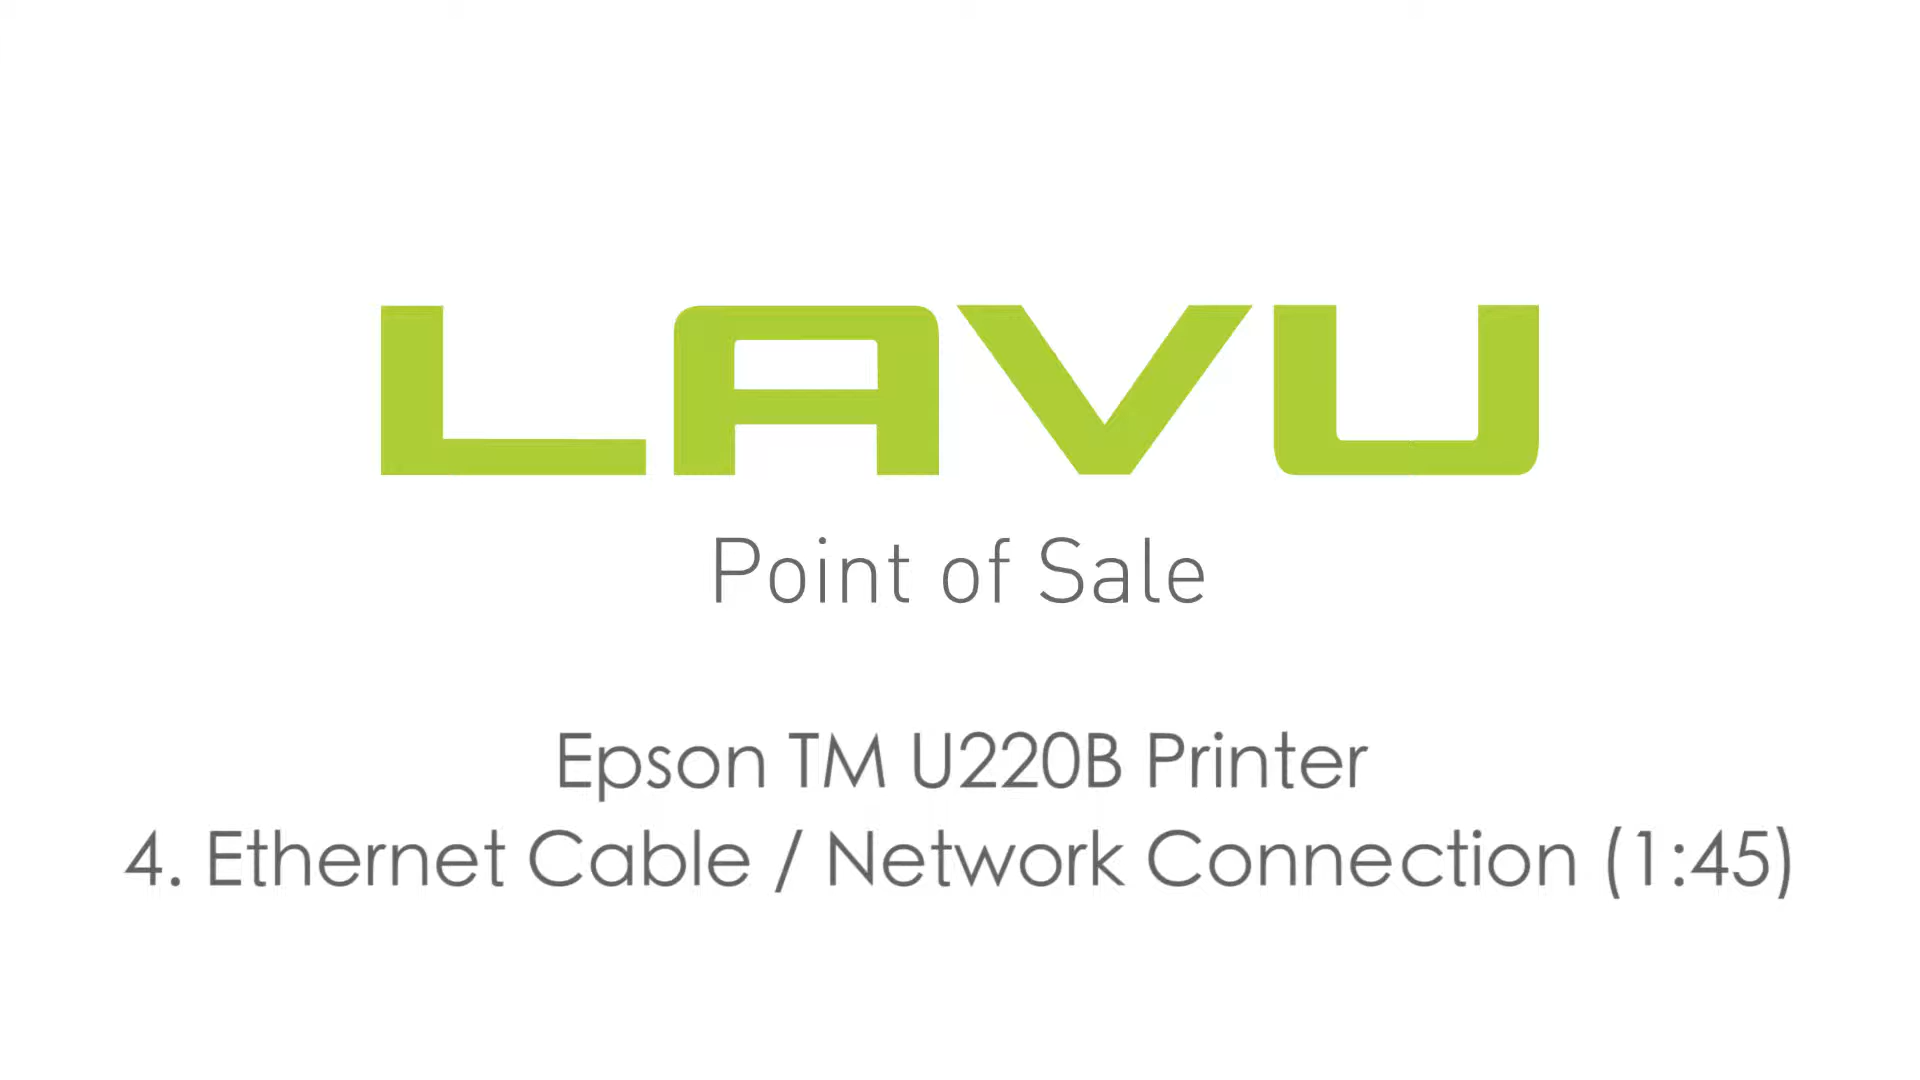 LAVU
Point of Sale
Epson TM U220B Printer
4. Ethernet Cable / Network Connection (1:45)